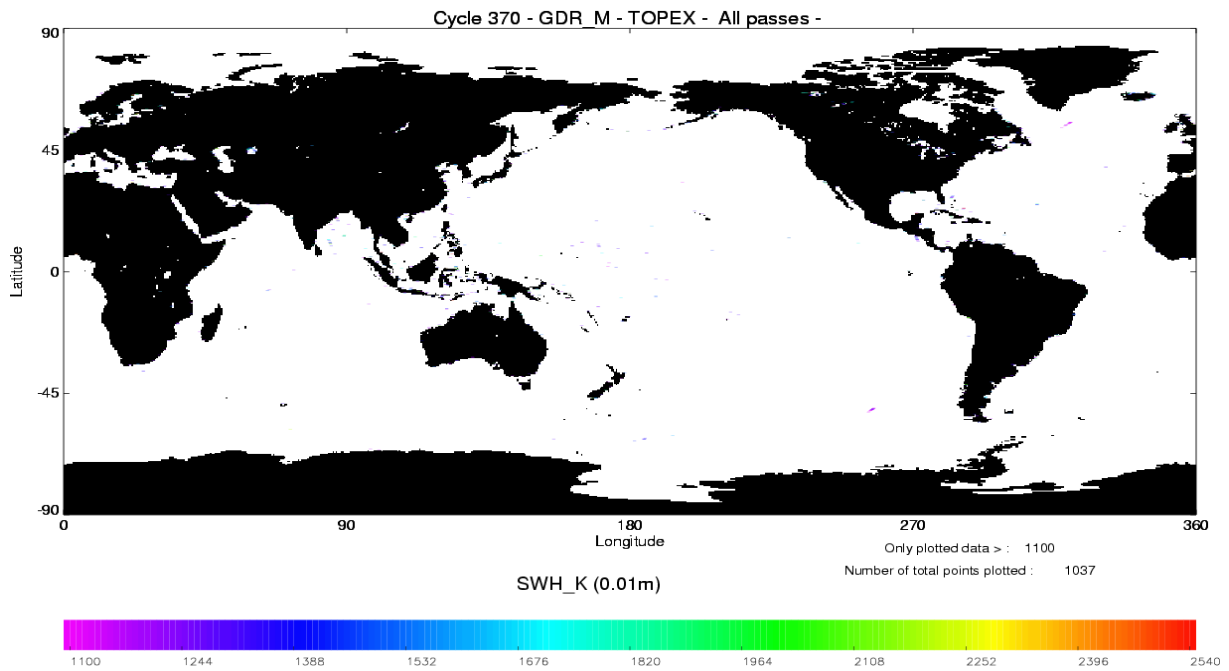 Cycle 370 - GDR_M - TOPEX - All passes -
90
45
0
-45
-90
Latitude
0 90 180 270 360
Longitude
Only plotted data > : 1100
Number of total points plotted : 1037
SWH_K (0.01m)
1100 1244 1388 1532 1676 1820 1964 2108 2252 2396 2540